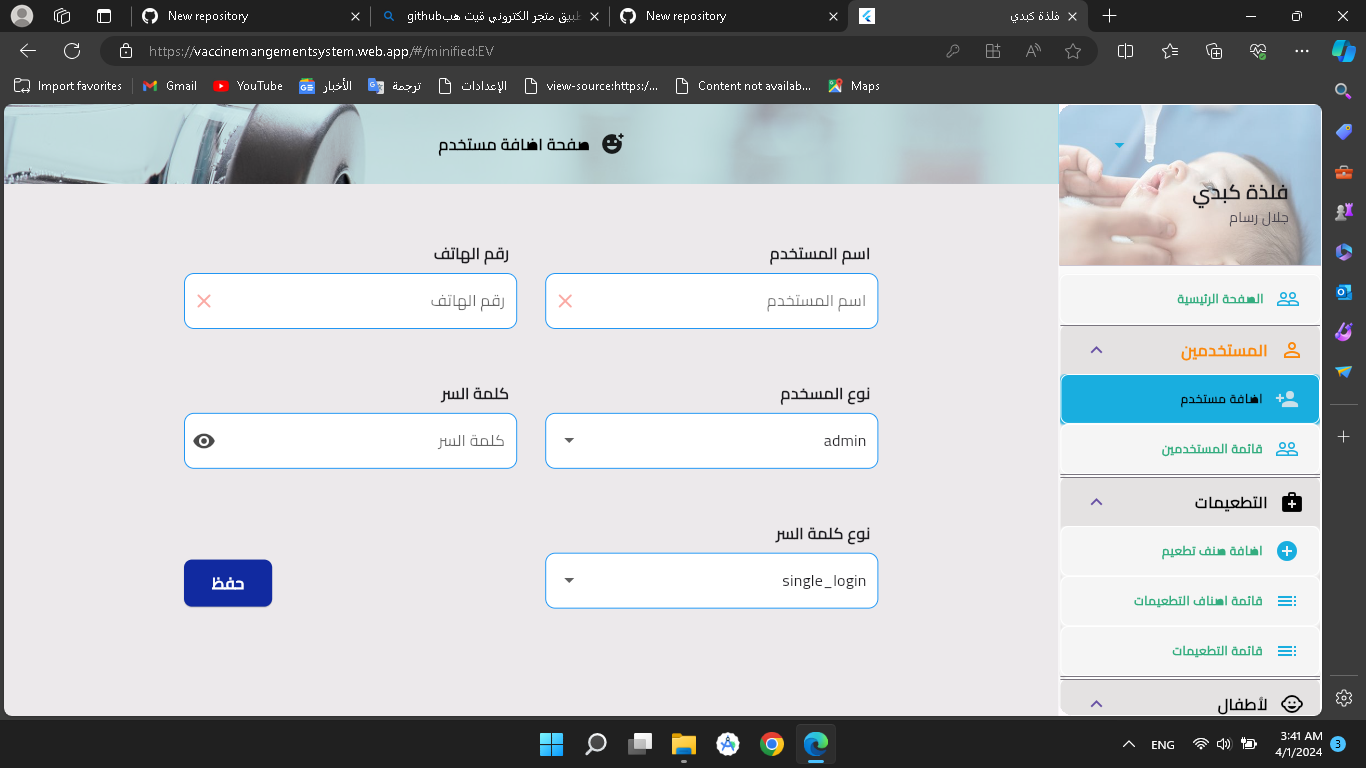 New repository
githubطبيق متجر الكتروني قيت هب
New repository
فلذة كبدي
https://vaccinemangementsystem.web.app/#/minified:EV
Import favorites
Gmail
YouTube
الأخبار
ترجمة
الإعدادات
view-source:https:/...
Content not availab...
Maps
صفحة اضافة مستخدم
فلذة كبدي
جلال رسام
الصفحة الرئيسية
المستخدمين
اضافة مستخدم
قائمة المستخدمين
التطعيمات
اضافة صنف تطعيم
قائمة اصناف التطعيمات
قائمة التطعيمات
لأطفال
اسم المستخدم
رقم الهاتف
اسم المستخدم
رقم الهاتف
نوع المسخدم
كلمة السر
admin
كلمة السر
نوع كلمة السر
single_login
حفظ
ENG
3:41 AM
4/1/2024
3